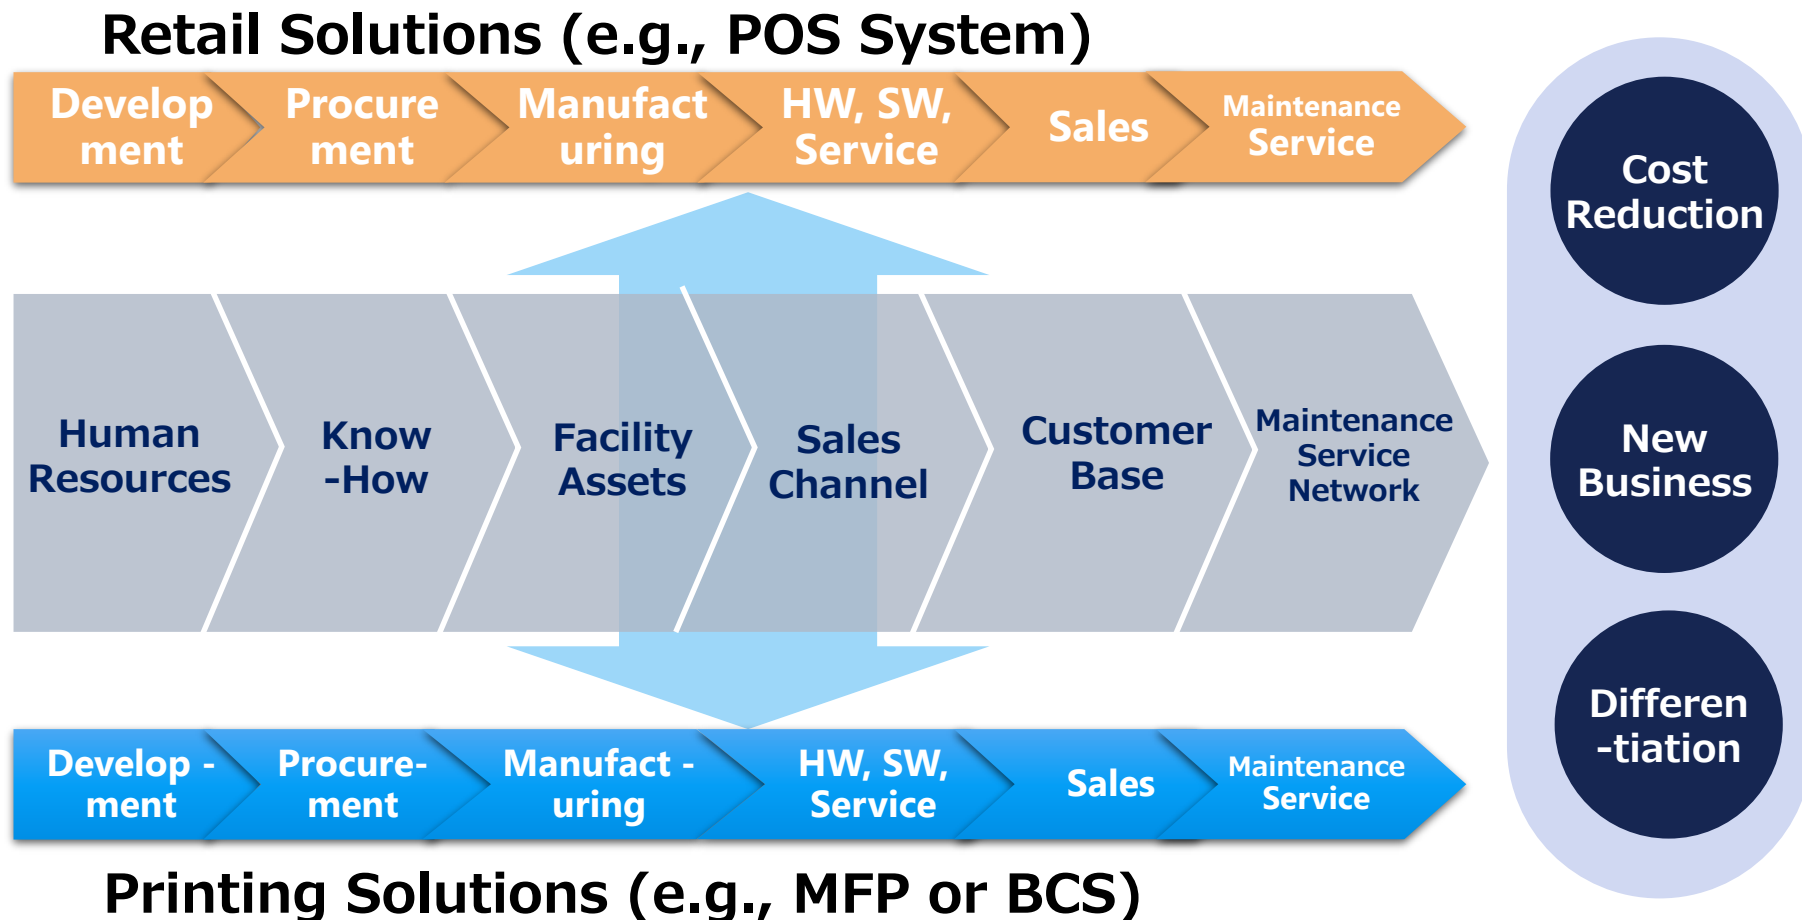 Retail Solutions (e.g., POS System)
Develop
ment
Procure
ment
Manufact
uring
HW, SW,
Service
Sales
Maintenance
Service
Human
Resources
Know
-How
Facility
Assets
Sales
Channel
Customer
Base
Maintenance
Service
Network
Develop -
ment
Procure-
ment
Manufact -
uring
HW, SW,
Service
Sales
Maintenance
Service
Printing Solutions (e.g., MFP or BCS)
Cost
Reduction
New
Business
Differen
-tiation